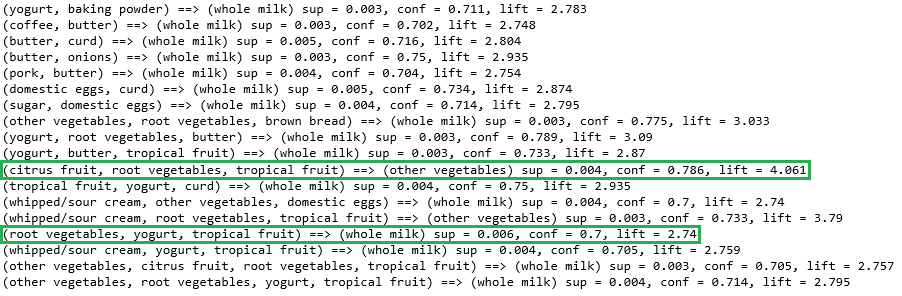 (yogurt, baking powder) ==> (whole milk) sup = 0.003, conf = 0.711, lift = 2.783
(coffee, butter) ==> (whole milk) sup = 0.003, conf = 0.702, lift = 2.748
(butter, curd) ==> (whole milk) sup = 0.005, conf = 0.716, lift = 2.804
(butter, onions) ==> (whole milk) sup = 0.003, conf = 0.75, lift = 2.935
(pork, butter) ==> (whole milk) sup = 0.004, conf = 0.704, lift = 2.754
(domestic eggs, curd) ==> (whole milk) sup = 0.005, conf = 0.734, lift = 2.874
(sugar, domestic eggs) ==> (whole milk) sup = 0.004, conf = 0.714, lift = 2.795
(other vegetables, root vegetables, brown bread) ==> (whole milk) sup = 0.003, conf = 0.775, lift = 3.033
(yogurt, root vegetables, butter) ==> (whole milk) sup = 0.003, conf = 0.789, lift = 3.09
(yogurt, butter, tropical fruit) ==> (whole milk) sup = 0.003, conf = 0.733, lift = 2.87
(citrus fruit, root vegetables, tropical fruit) ==> (other vegetables) sup = 0.004, conf = 0.786, lift = 4.061
(tropical fruit, yogurt, curd) ==> (whole milk) sup = 0.004, conf = 0.75, lift = 2.935
(whipped/sour cream, other vegetables, domestic eggs) ==> (whole milk) sup = 0.004, conf = 0.7, lift = 2.74
(whipped/sour cream, root vegetables, tropical fruit) ==> (other vegetables) sup = 0.003, conf = 0.733, lift = 3.79
(root vegetables, yogurt, tropical fruit) ==> (whole milk) sup = 0.006, conf = 0.7, lift = 2.74
(whipped/sour cream, yogurt, tropical fruit) ==> (whole milk) sup = 0.004, conf = 0.705, lift = 2.759
(other vegetables, citrus fruit, root vegetables, tropical fruit) ==> (whole milk) sup = 0.003, conf = 0.705, lift = 2.757
(other vegetables, root vegetables, yogurt, tropical fruit) ==> (whole milk) sup = 0.004, conf = 0.714, lift = 2.795